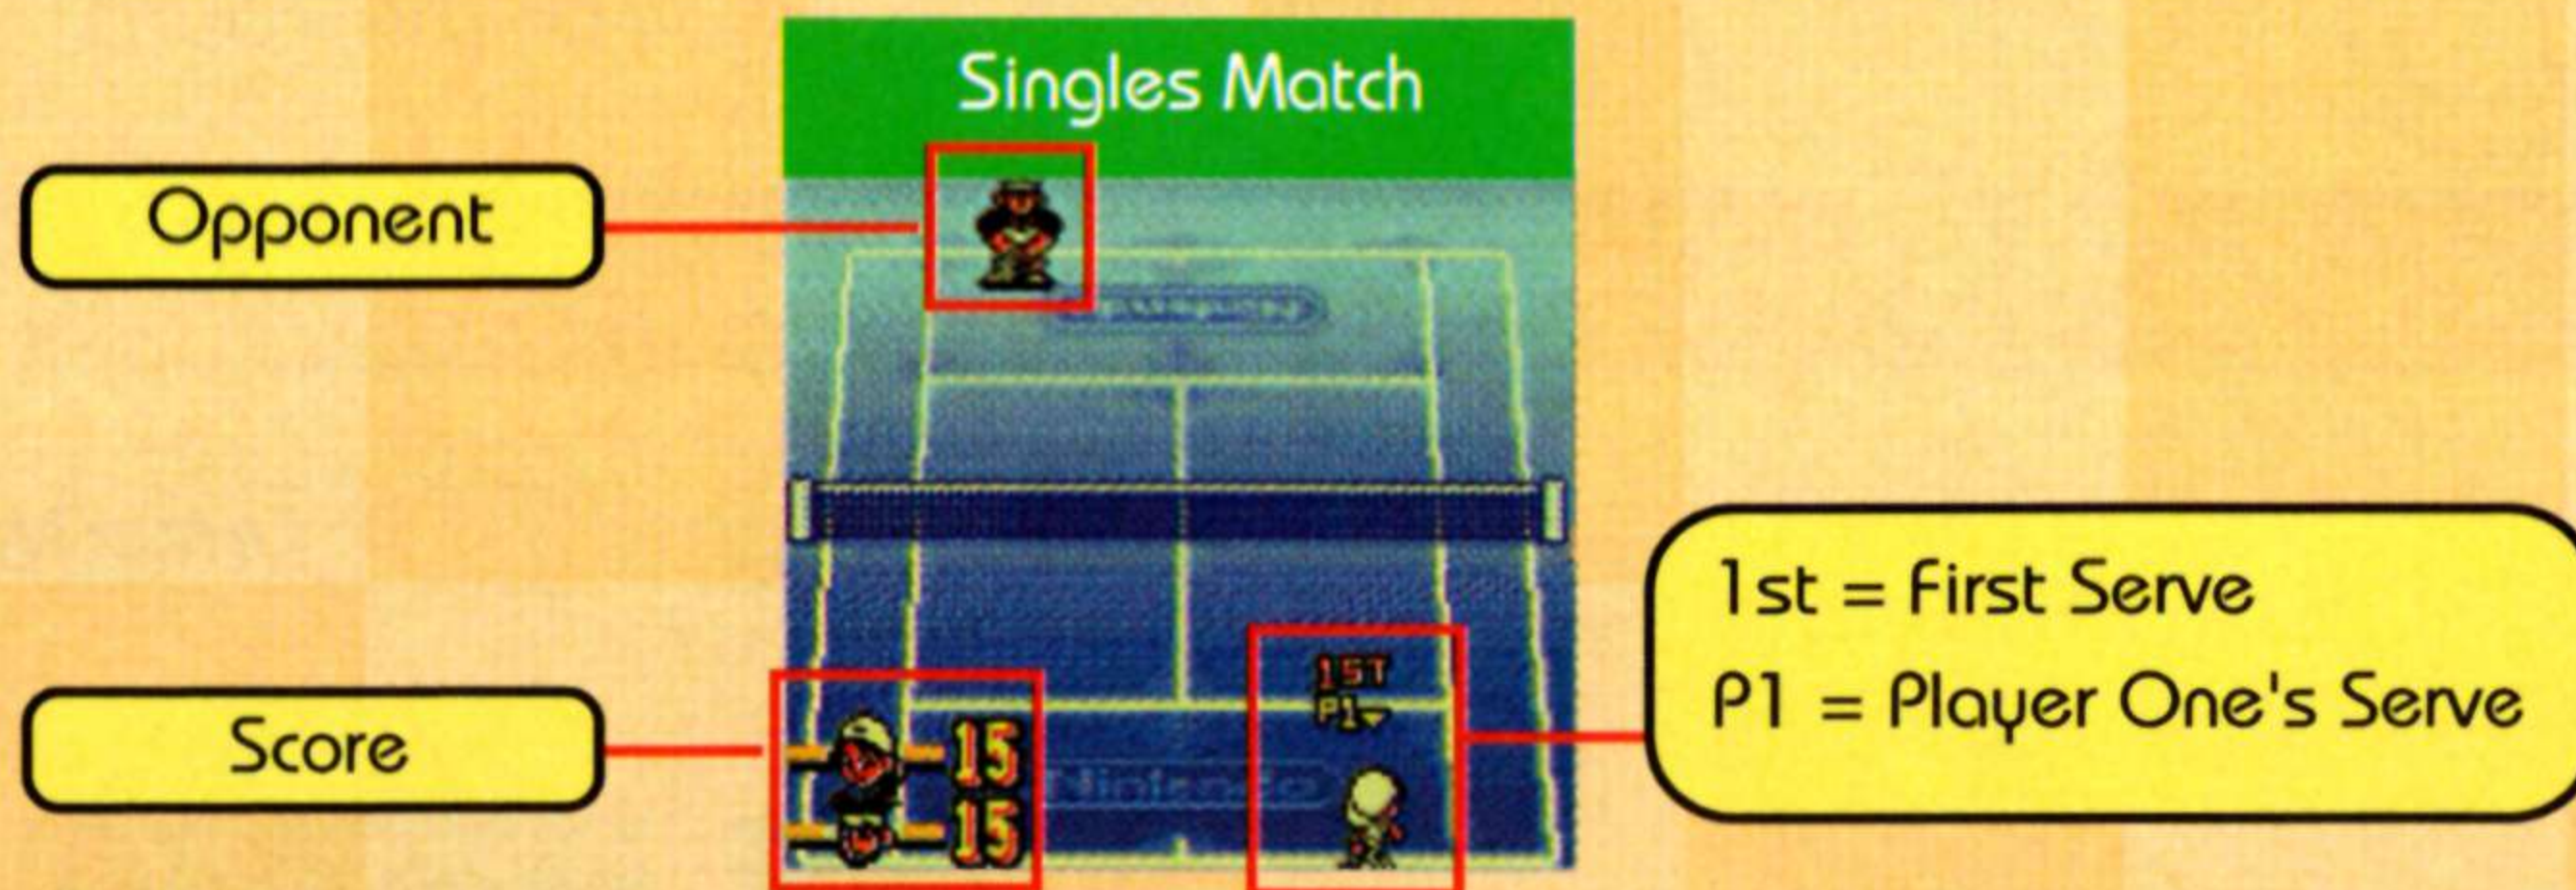 Singles Match
Opponent
1ST
P1
1st = First Serve
P1 = Player One's Serve
Score
15
15
Nintendo